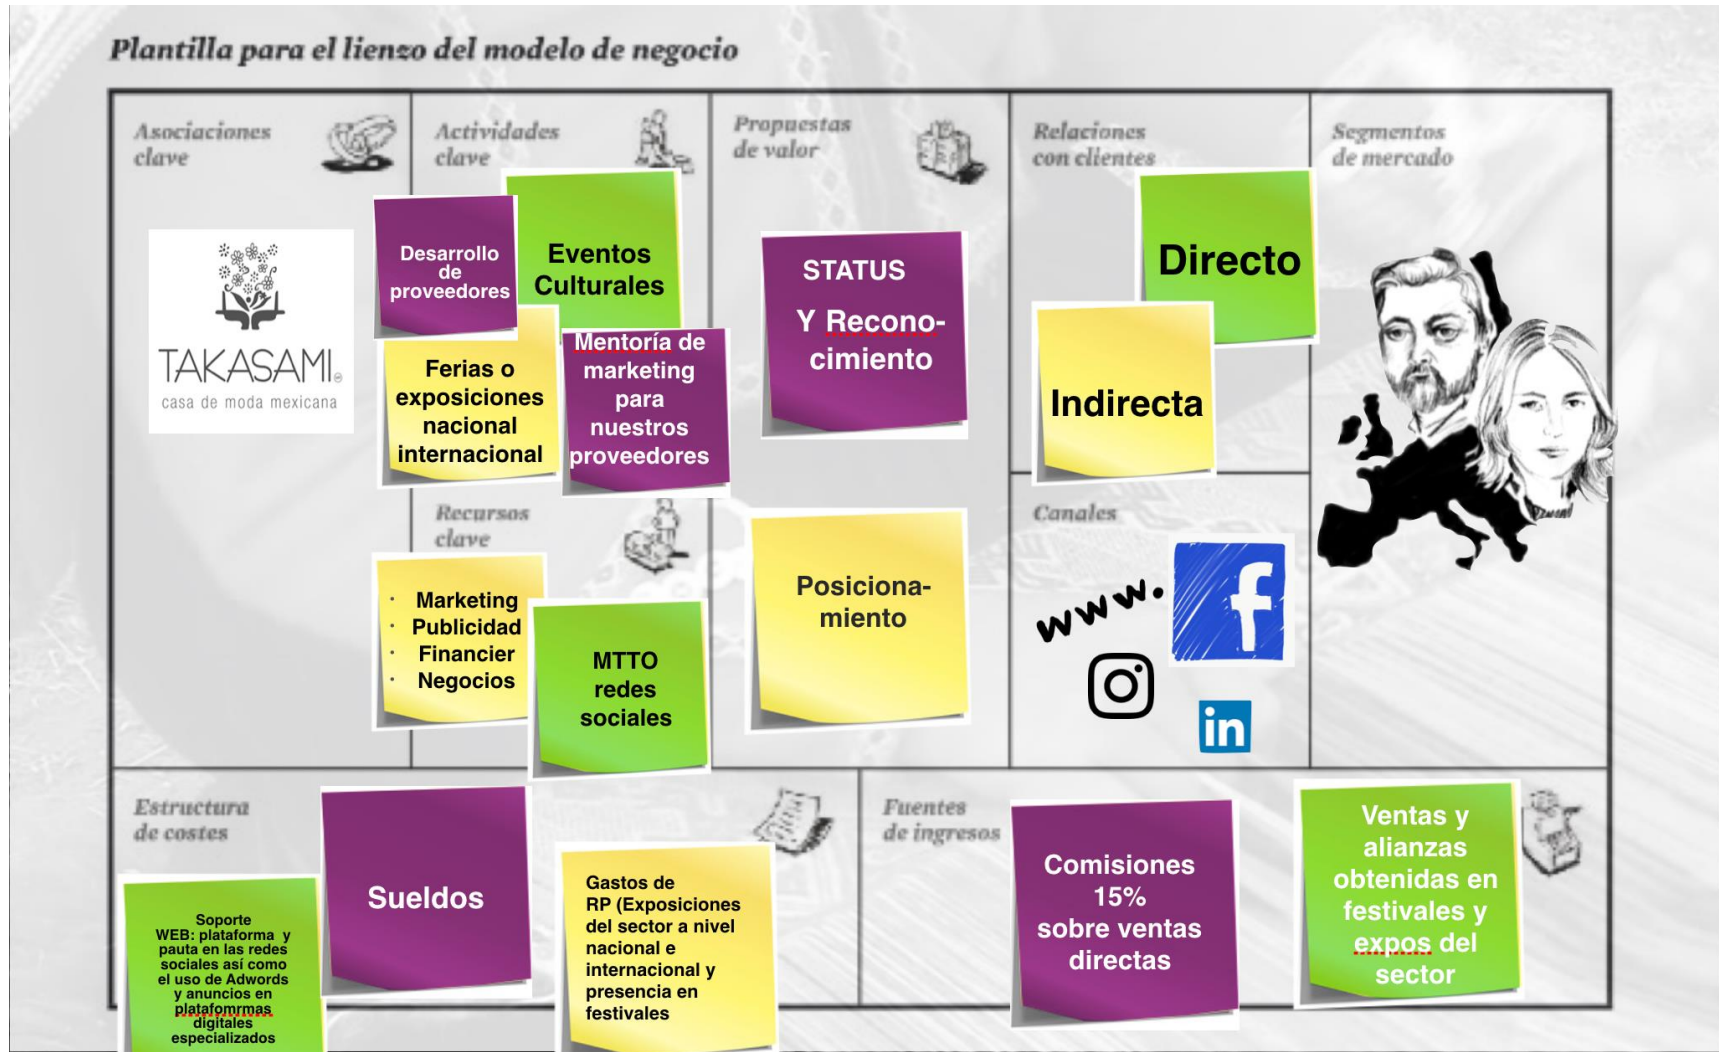 Plantilla para el lienzo del modelo de negocio
Asociaciones
clave
TAKASAMI®
casa de moda mexicana
Actividades
clave
Desarrollo
de
proveedores
Eventos
Culturales
Ferias o
exposiciones
nacional
internacional
Mentoría de
marketing
para
nuestros
proveedores
Recursos
clave
· Marketing
· Publicidad
· Financier
· Negocios
MTTO
redes
sociales
Propuestas
de valor
STATUS
Y Recono-
cimiento
Posiciona-
miento
Relaciones
con clientes
Directo
Indirecta
Canales
www.
f
in
Segmentos
de mercado
Estructura
de costes
Soporte
WEB: plataforma y
pauta en las redes
sociales así como
el uso de Adwords
y anuncios en
platafomrmas
digitales
especializados
Sueldos
Gastos de
RP (Exposiciones
del sector a nivel
nacional e
internacional y
presencia en
festivales
Fuentes
de ingresos
Comisiones
15%
sobre ventas
directas
Ventas y
alianzas
obtenidas en
festivales y
expos del
sector